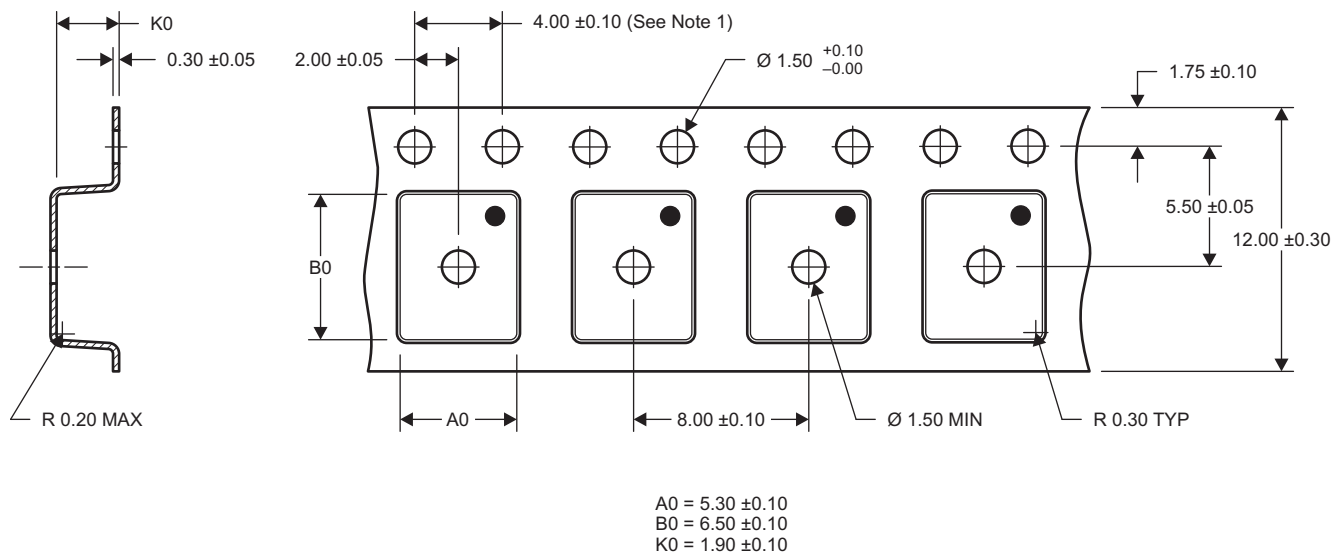 K0
4.00 ±0.10 (See Note 1)
0.30 ±0.05
2.00 ±0.05
Ø 1.50 +0.10
–0.00
1.75 ±0.10
5.50 ±0.05
12.00 ±0.30
B0
R 0.20 MAX
A0
8.00 ±0.10
Ø 1.50 MIN
R 0.30 TYP
A0 = 5.30 ±0.10
B0 = 6.50 ±0.10
K0 = 1.90 ±0.10